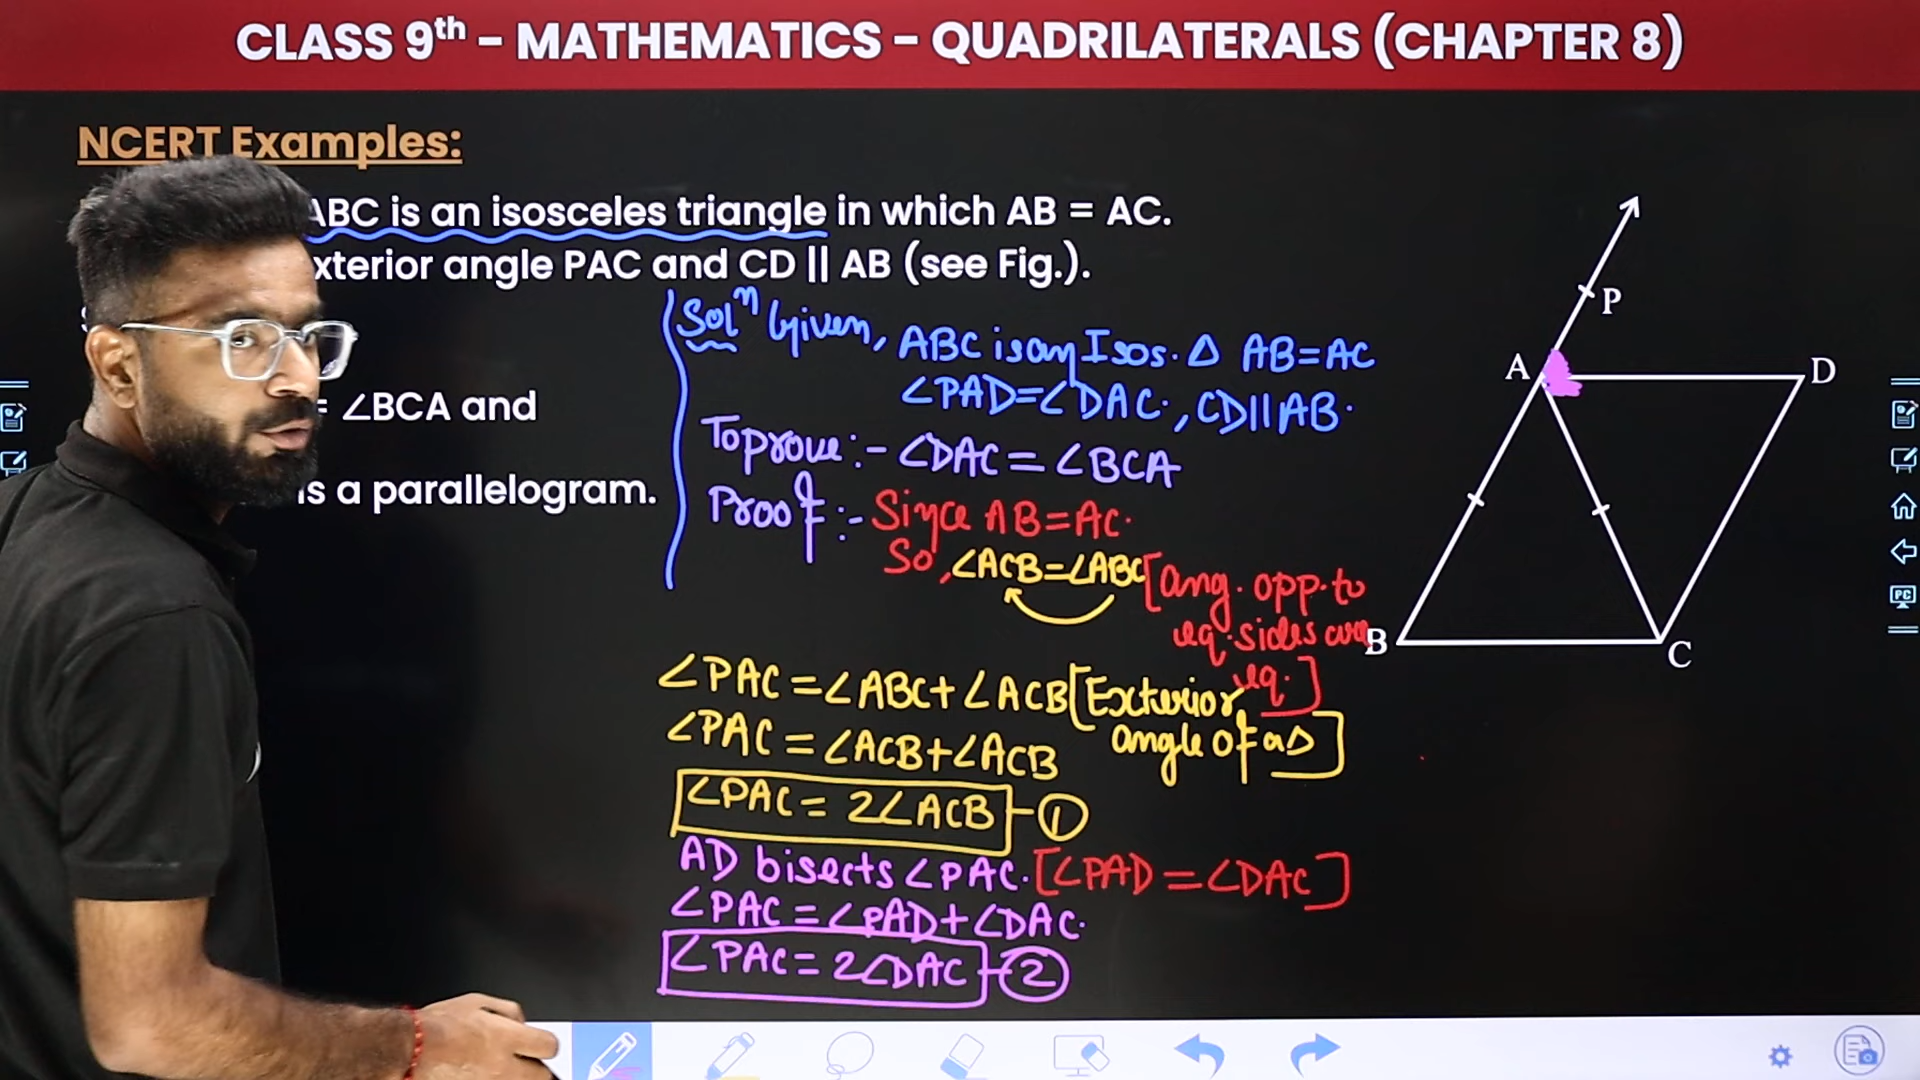 CLASS 9th - MATHEMATICS - QUADRILATERALS (CHAPTER 8)
NCERT Examples:
ABC is an isosceles triangle in which AB = AC.
xterior angle PAC and CD || AB (see Fig.).
= ∠BCA and
is a parallelogram.
Solⁿ Given, ABC is an Isos. Δ AB=AC
∠PAD=∠DAC., CD||AB.
To prove :- ∠DAC = ∠BCA
Proof :- Since AB=AC.
So, ∠ACB=∠ABC [Ang. opp. to
eq. sides are
eq.]
∠PAC = ∠ABC + ∠ACB [Exterior
angle of a Δ]
∠PAC = ∠ACB+∠ACB
∠PAC = 2∠ACB - 1
AD bisects ∠PAC. [∠PAD = ∠DAC]
∠PAC = ∠PAD+∠DAC.
∠PAC = 2∠DAC - 2
P
A
D
B
C
PC